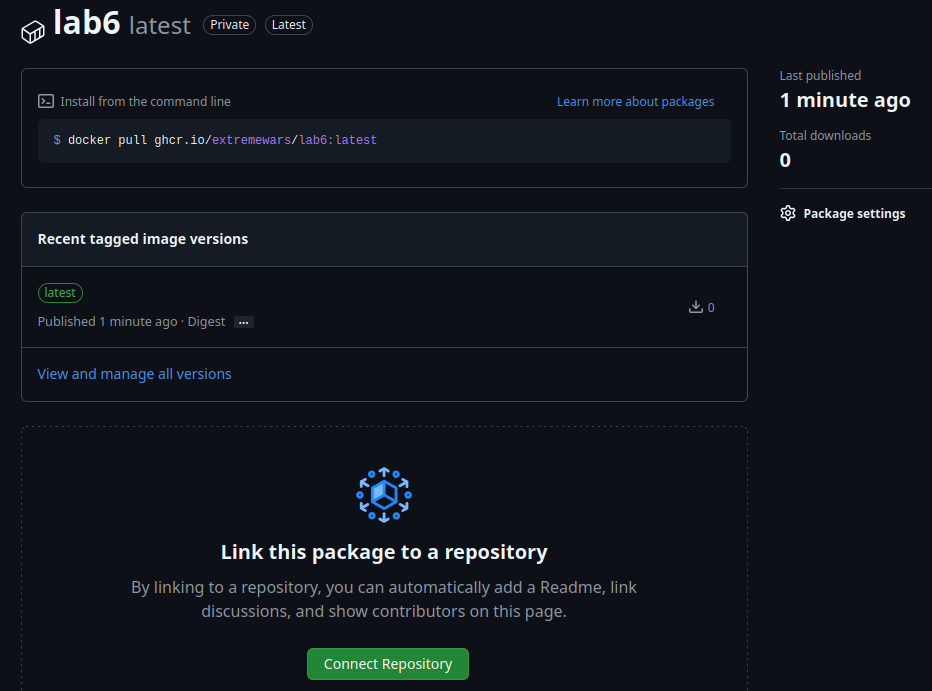 lab6 latest Private Latest
Install from the command line Learn more about packages
$ docker pull ghcr.io/extremewars/lab6:latest
Recent tagged image versions
latest
Published 1 minute ago · Digest ...
0
View and manage all versions
Link this package to a repository
By linking to a repository, you can automatically add a Readme, link
discussions, and show contributors on this page.
Connect Repository
Last published
1 minute ago
Total downloads
0
Package settings